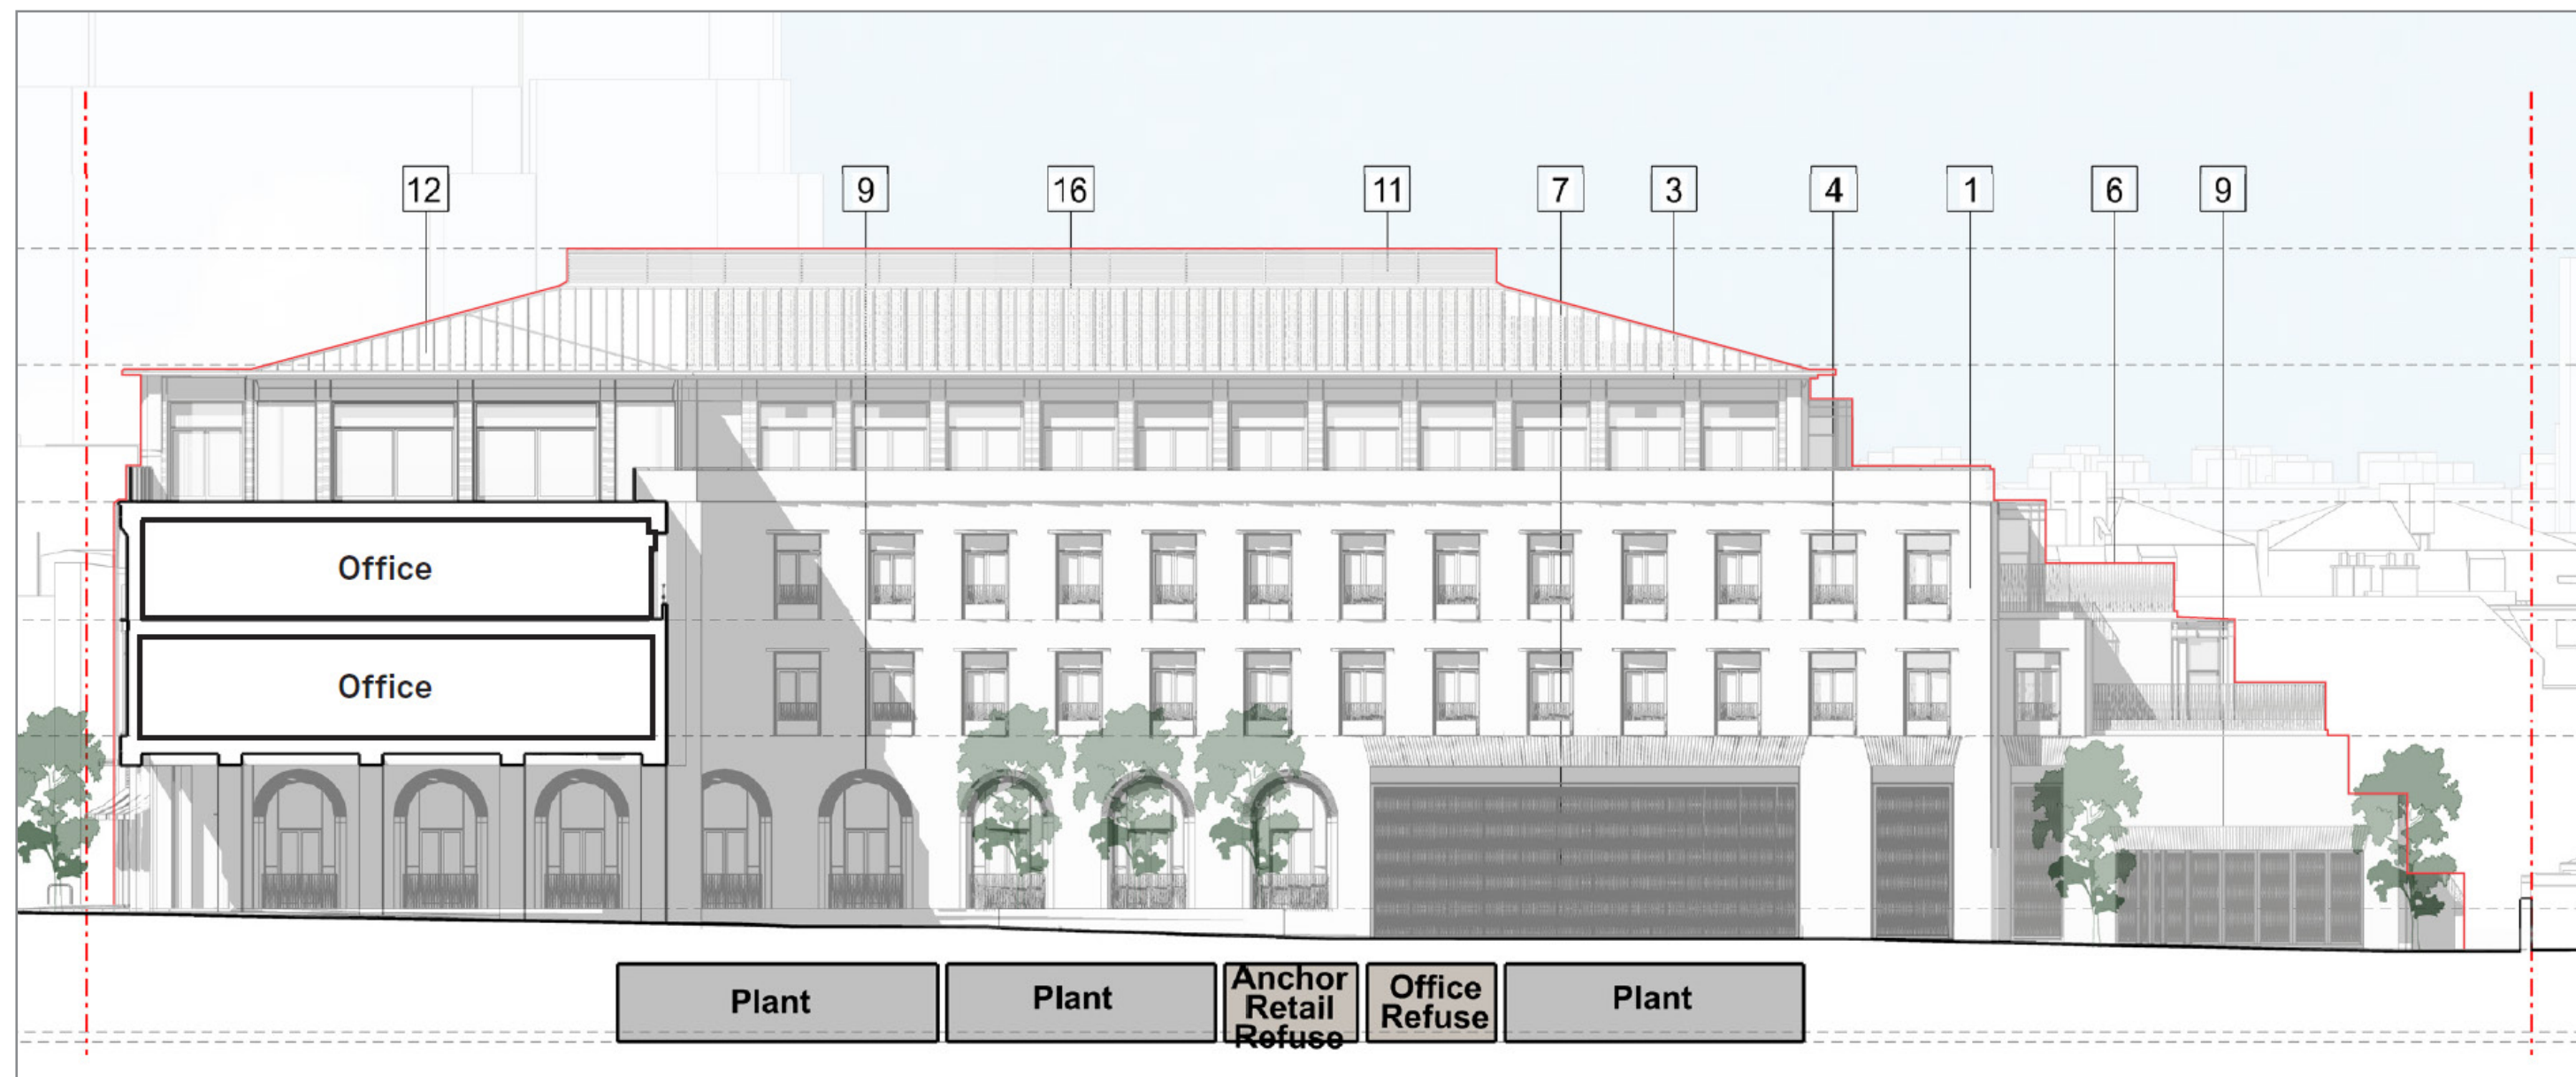 12
9
16
11
7
3
4
1
6
9
Office
Office
Plant
Plant
Anchor
Retail
Refuse
Office
Refuse
Plant